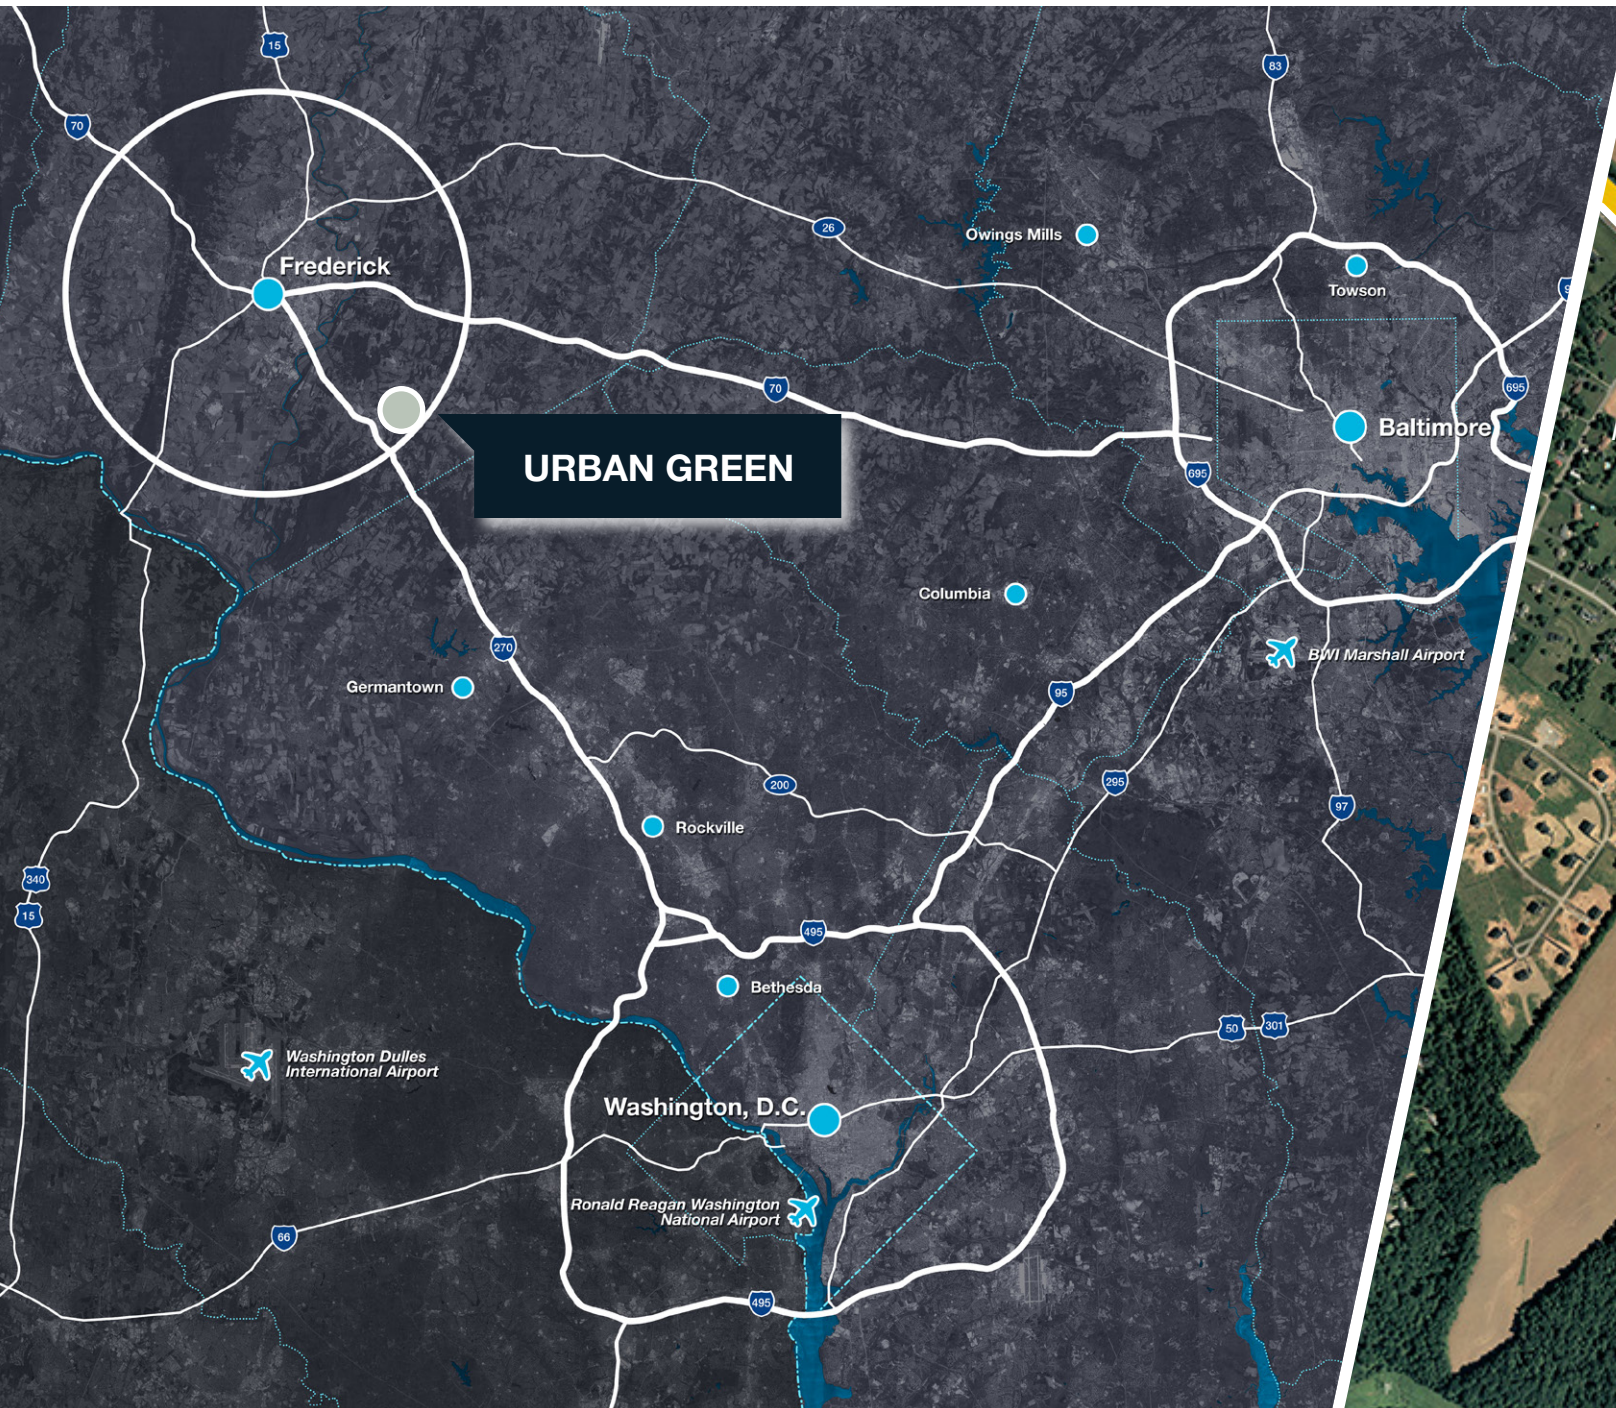 15
83
70
26
Owings Mills
Frederick
Towson
70
695
Baltimore
URBAN GREEN
695
Columbia
270
BWI Marshall Airport
Germantown
95
200
295
97
Rockville
340
15
495
Bethesda
50
301
Washington Dulles
International Airport
Washington, D.C.
Ronald Reagan Washington
National Airport
66
495